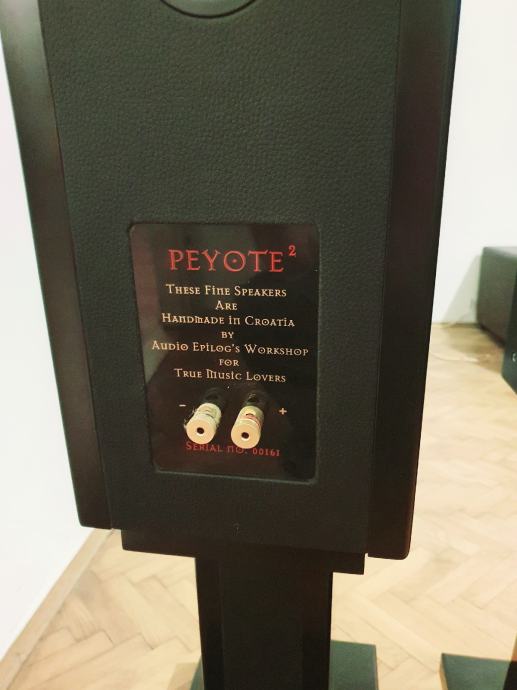 PEYOTE²
THESE FINE SPEAKERS
ARE
HANDMADE IN CROATIA
BY
AUDIO EPILOG'S WORKSHOP
FOR
TRUE MUSIC LOVERS
- +
SERIAL NO. 00161